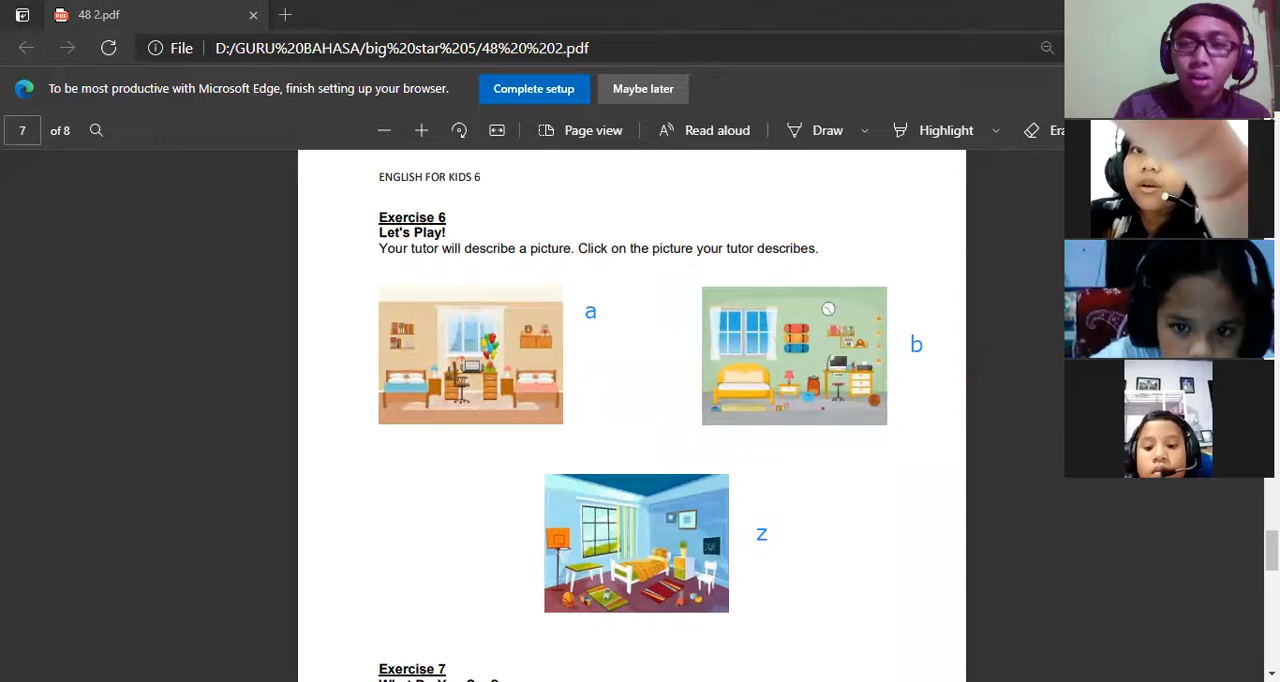 48 2.pdf
File D:/GURU%20BAHASA/big%20star%205/48%20%202.pdf
To be most productive with Microsoft Edge, finish setting up your browser. Complete setup Maybe later
7 of 8 Page view Read aloud Draw Highlight Era
ENGLISH FOR KIDS 6
Exercise 6
Let's Play!
Your tutor will describe a picture. Click on the picture your tutor describes.
a
b
z
Exercise 7